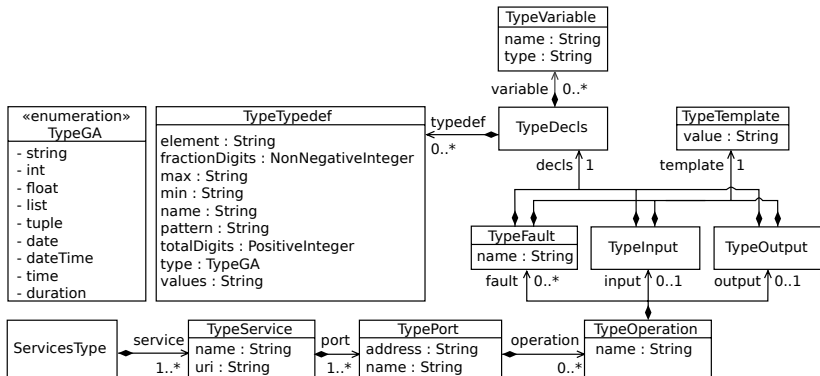 TypeVariable
name : String
type : String
variable 0..*
«enumeration»
TypeGA
- string
- int
- float
- list
- tuple
- date
- dateTime
- time
- duration
TypeTypedef
element : String
fractionDigits : NonNegativeInteger
max : String
min : String
name : String
pattern : String
totalDigits : PositiveInteger
type : TypeGA
values : String
typedef
0..*
TypeDecls
decls 1
TypeTemplate
value : String
template 1
TypeFault
name : String
fault 0..*
TypeInput
input 0..1
TypeOutput
output 0..1
ServicesType
service
1..*
TypeService
name : String
uri : String
port
1..*
TypePort
address : String
name : String
operation
0..*
TypeOperation
name : String